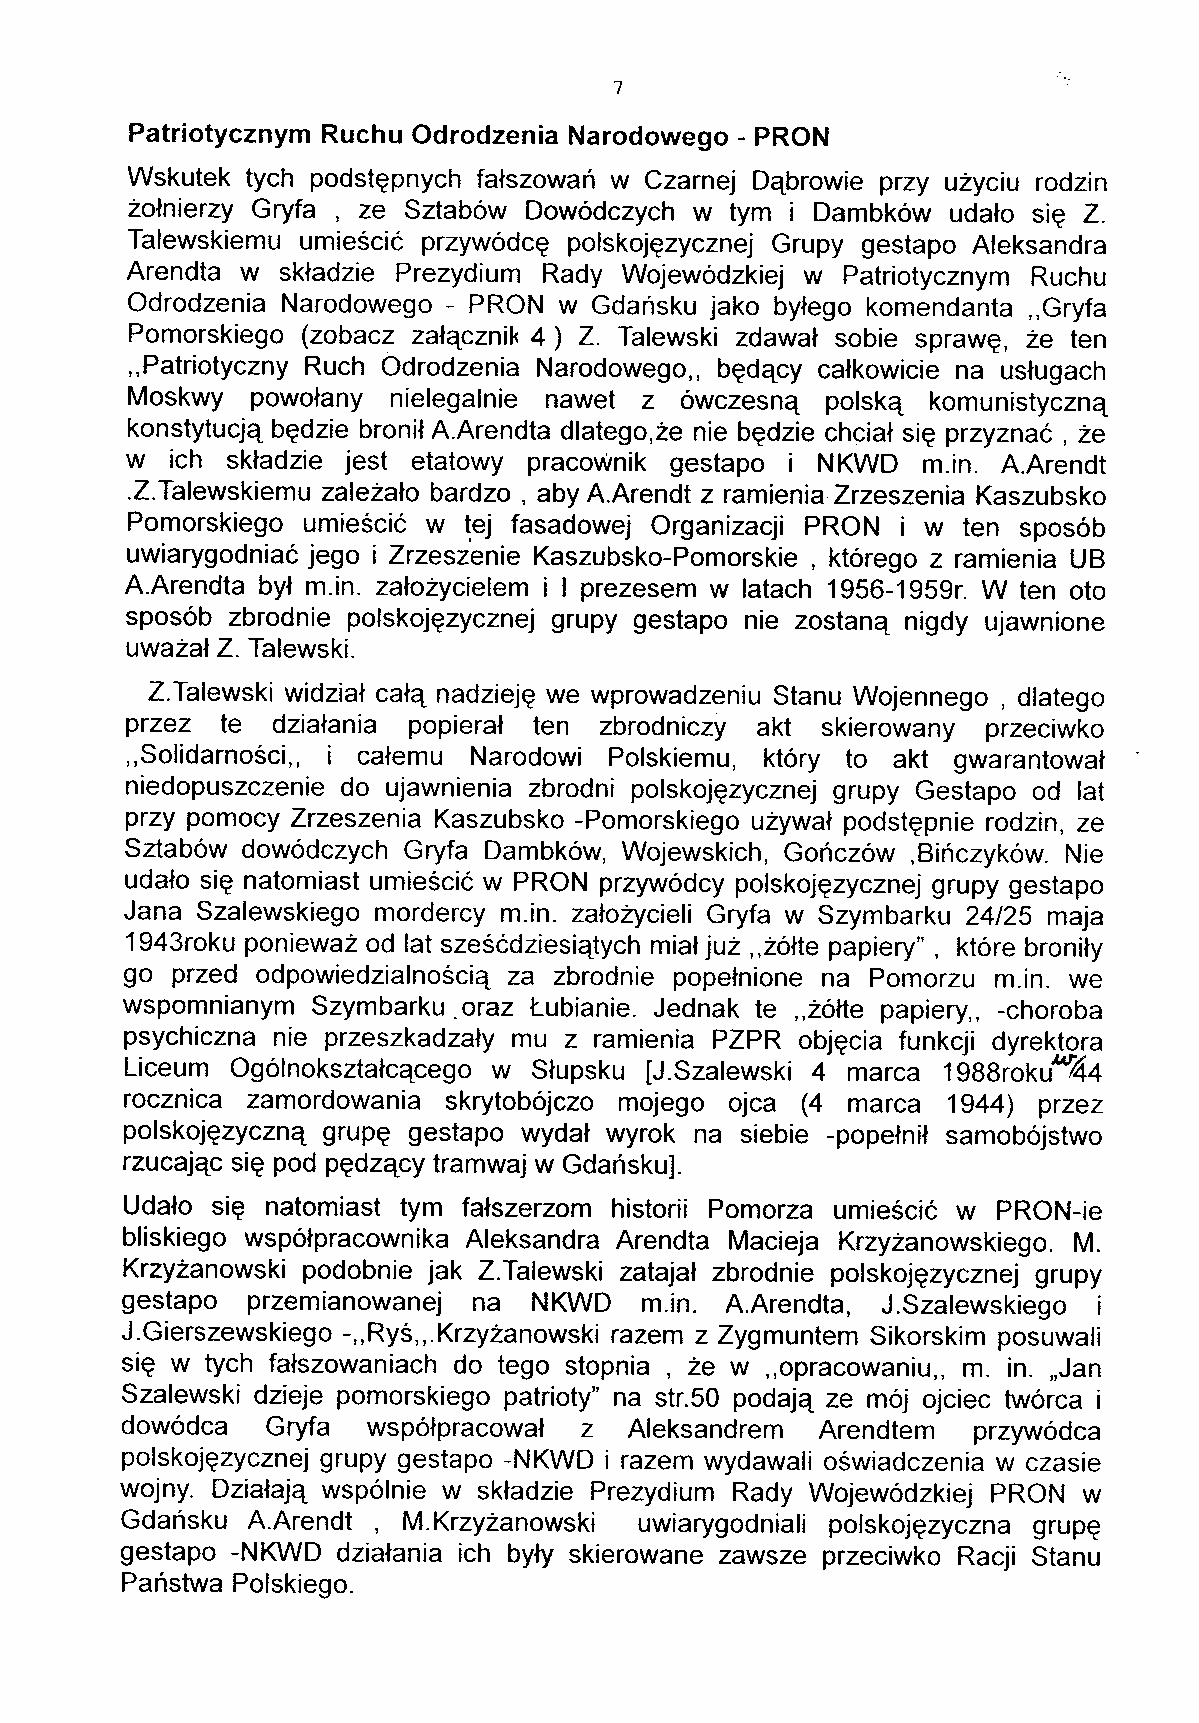 7
Patriotycznym Ruchu Odrodzenia Narodowego - PRON
Wskutek tych podstępnych fałszowań w Czarnej Dąbrowie przy użyciu rodzin
żołnierzy Gryfa , ze Sztabów Dowódczych w tym i Dambków udało się Z.
Talewskiemu umieścić przywódcę polskojęzycznej Grupy gestapo Aleksandra
Arendta w składzie Prezydium Rady Wojewódzkiej w Patriotycznym Ruchu
Odrodzenia Narodowego - PRON w Gdańsku jako byłego komendanta ,,Gryfa
Pomorskiego (zobacz załącznik 4 ) Z. Talewski zdawał sobie sprawę, że ten
,,Patriotyczny Ruch Odrodzenia Narodowego,, będący całkowicie na usługach
Moskwy powołany nielegalnie nawet z ówczesną polską komunistyczną
konstytucją będzie bronił A.Arendta dlatego,że nie będzie chciał się przyznać , że
w ich składzie jest etatowy pracownik gestapo i NKWD m.in. A.Arendt
.Z.Talewskiemu zależało bardzo , aby A.Arendt z ramienia Zrzeszenia Kaszubsko
Pomorskiego umieścić w tej fasadowej Organizacji PRON i w ten sposób
uwiarygodniać jego i Zrzeszenie Kaszubsko-Pomorskie , którego z ramienia UB
A.Arendta był m.in. założycielem i I prezesem w latach 1956-1959r. W ten oto
sposób zbrodnie polskojęzycznej grupy gestapo nie zostaną nigdy ujawnione
uważał Z. Talewski.
Z.Talewski widział całą nadzieję we wprowadzeniu Stanu Wojennego , dlatego
przez te działania popierał ten zbrodniczy akt skierowany przeciwko
,,Solidarności,, i całemu Narodowi Polskiemu, który to akt gwarantował
niedopuszczenie do ujawnienia zbrodni polskojęzycznej grupy Gestapo od lat
przy pomocy Zrzeszenia Kaszubsko -Pomorskiego używał podstępnie rodzin, ze
Sztabów dowódczych Gryfa Dambków, Wojewskich, Gończów ,Bińczyków. Nie
udało się natomiast umieścić w PRON przywódcy polskojęzycznej grupy gestapo
Jana Szalewskiego mordercy m.in. założycieli Gryfa w Szymbarku 24/25 maja
1943roku ponieważ od lat sześćdziesiątych miał już ,,żółte papiery” , które broniły
go przed odpowiedzialnością za zbrodnie popełnione na Pomorzu m.in. we
wspomnianym Szymbarku .oraz Łubianie. Jednak te ,,żółte papiery,, -choroba
psychiczna nie przeszkadzały mu z ramienia PZPR objęcia funkcji dyrektora
Liceum Ogólnokształcącego w Słupsku [J.Szalewski 4 marca 1988roku w 44
rocznica zamordowania skrytobójczo mojego ojca (4 marca 1944) przez
polskojęzyczną grupę gestapo wydał wyrok na siebie -popełnił samobójstwo
rzucając się pod pędzący tramwaj w Gdańsku].
Udało się natomiast tym fałszerzom historii Pomorza umieścić w PRON-ie
bliskiego współpracownika Aleksandra Arendta Macieja Krzyżanowskiego. M.
Krzyżanowski podobnie jak Z.Talewski zatajał zbrodnie polskojęzycznej grupy
gestapo przemianowanej na NKWD m.in. A.Arendta, J.Szalewskiego i
J.Gierszewskiego -,,Ryś,,.Krzyżanowski razem z Zygmuntem Sikorskim posuwali
się w tych fałszowaniach do tego stopnia , że w ,,opracowaniu,, m. in. „Jan
Szalewski dzieje pomorskiego patrioty” na str.50 podają ze mój ojciec twórca i
dowódca Gryfa współpracował z Aleksandrem Arendtem przywódca
polskojęzycznej grupy gestapo -NKWD i razem wydawali oświadczenia w czasie
wojny. Działają wspólnie w składzie Prezydium Rady Wojewódzkiej PRON w
Gdańsku A.Arendt , M.Krzyżanowski uwiarygodniali polskojęzyczna grupę
gestapo -NKWD działania ich były skierowane zawsze przeciwko Racji Stanu
Państwa Polskiego.